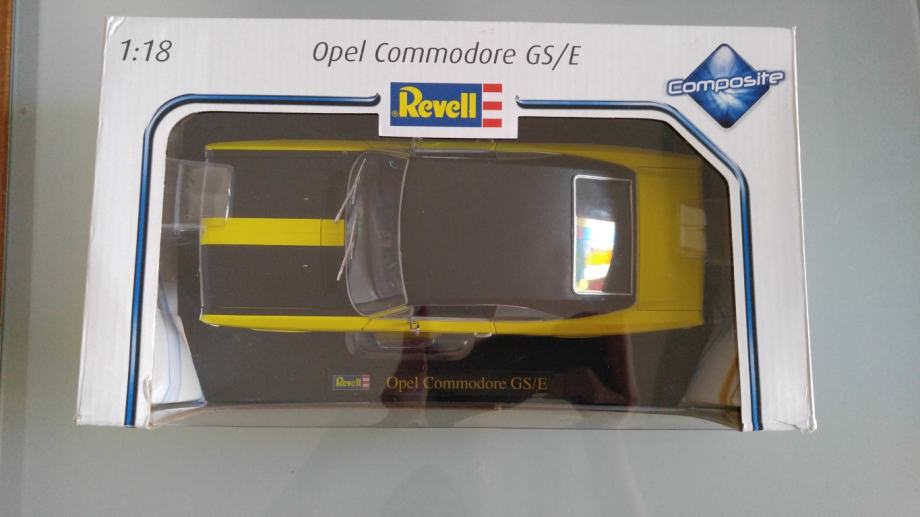 1:18
Opel Commodore GS/E
Composite
Revell
Revell
Opel Commodore GS/E